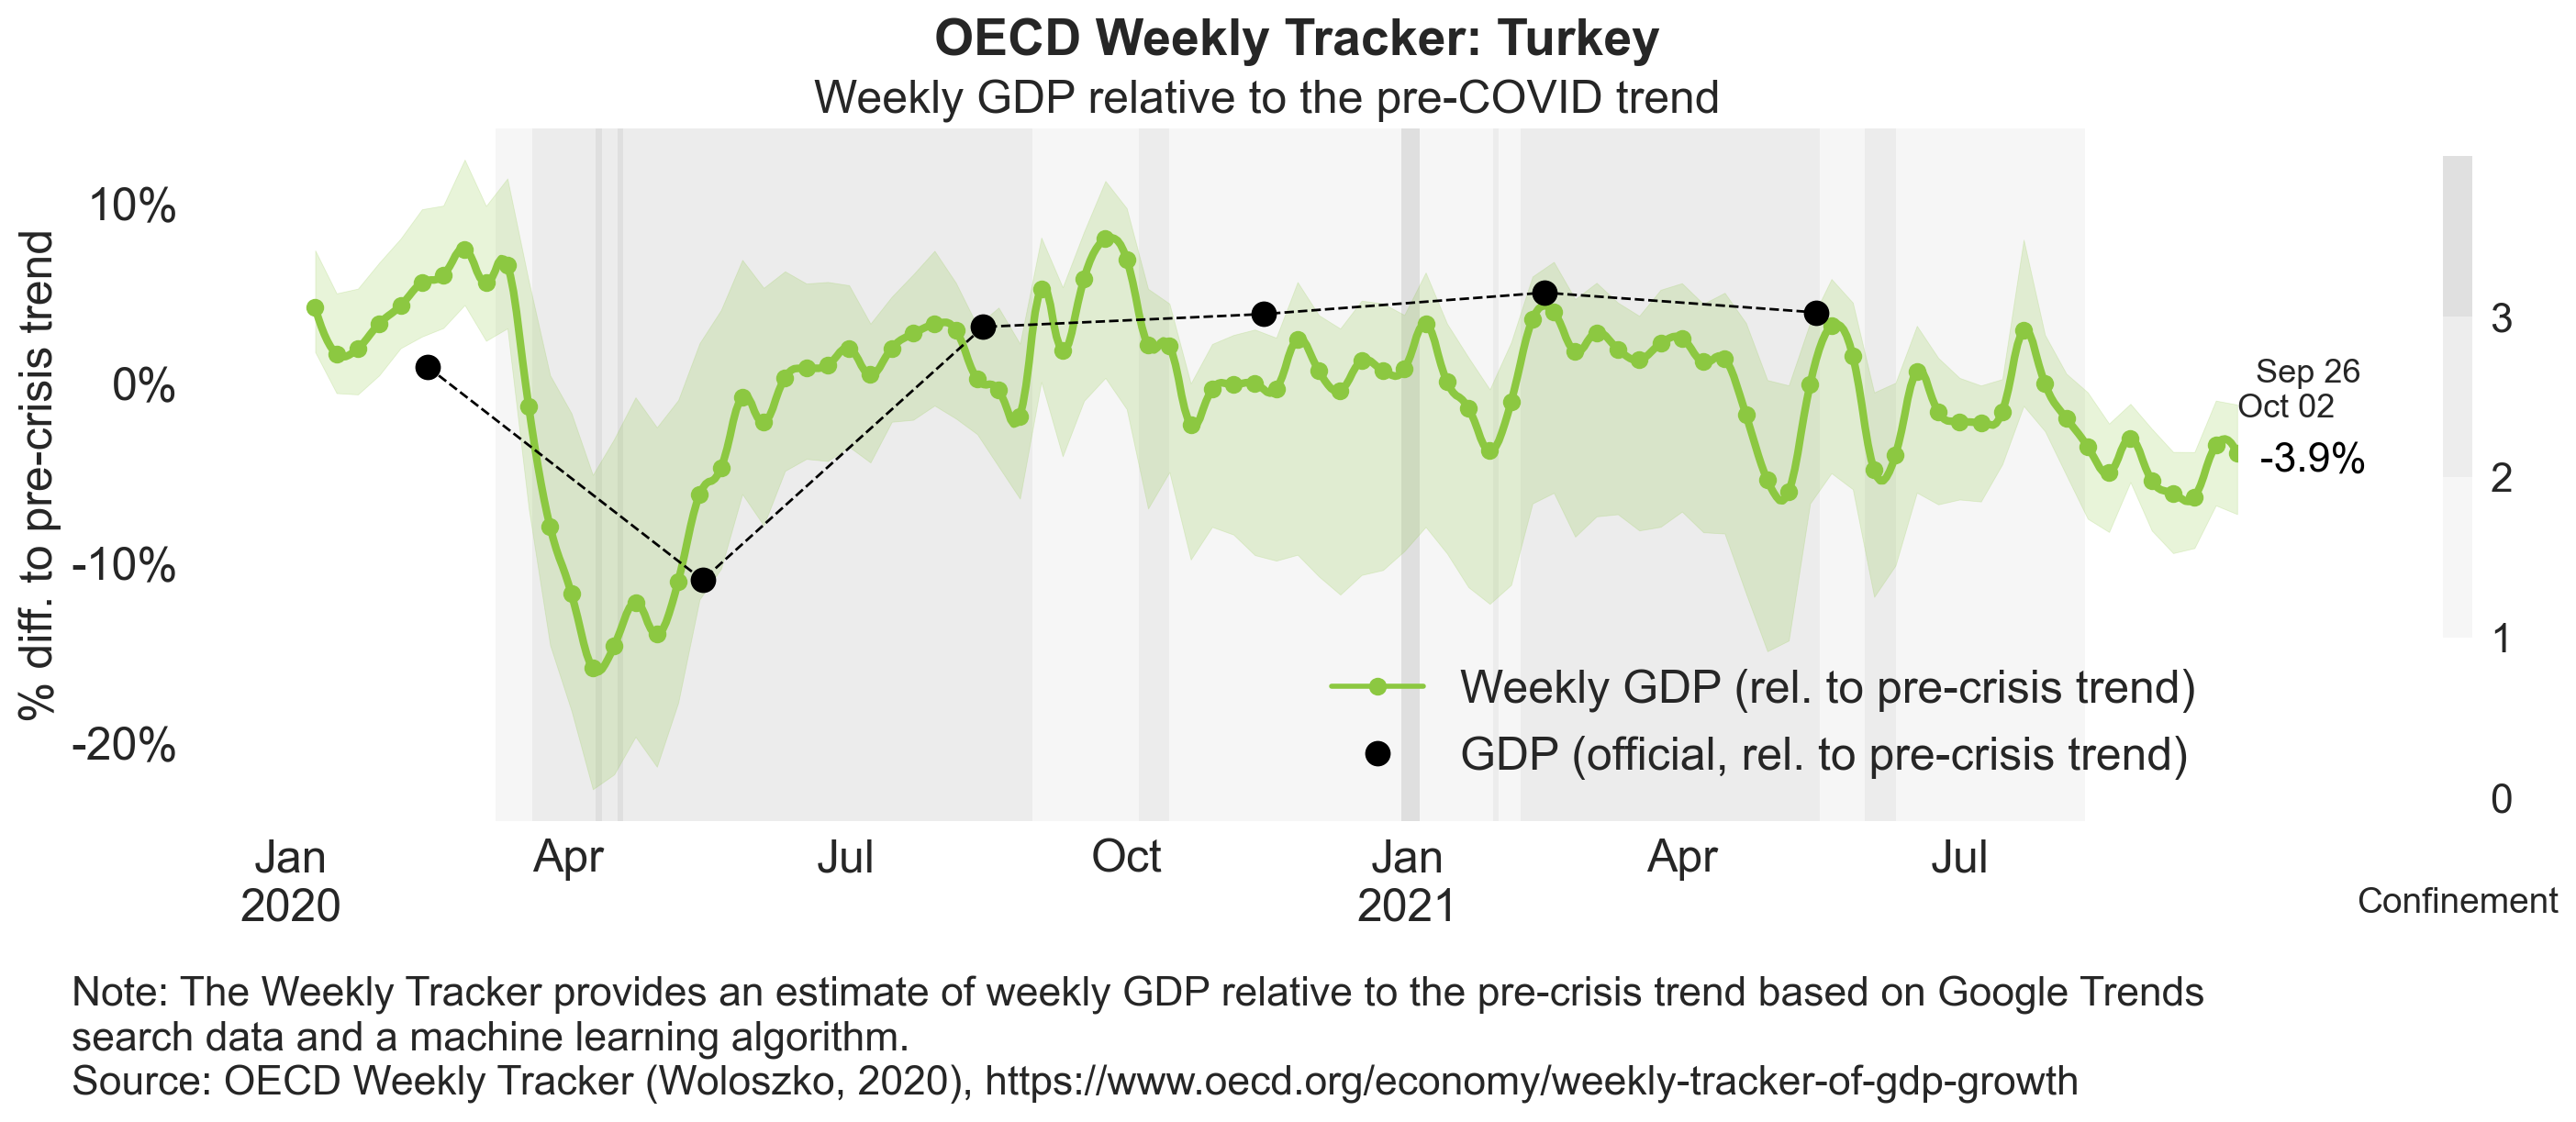 OECD Weekly Tracker: Turkey
Weekly GDP relative to the pre-COVID trend
% diff. to pre-crisis trend
10%
0%
-10%
-20%
Sep 26
Oct 02
-3.9%
3
2
1
0
Confinement
Weekly GDP (rel. to pre-crisis trend)
GDP (official, rel. to pre-crisis trend)
Jan
2020
Apr
Jul
Oct
Jan
2021
Apr
Jul
Note: The Weekly Tracker provides an estimate of weekly GDP relative to the pre-crisis trend based on Google Trends
search data and a machine learning algorithm.
Source: OECD Weekly Tracker (Woloszko, 2020), https://www.oecd.org/economy/weekly-tracker-of-gdp-growth